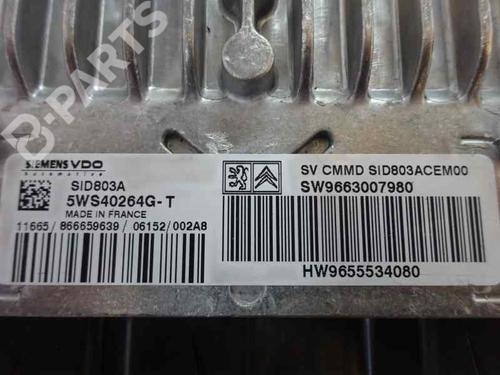 B-PARTS
SIEMENS VDO
Automotive
SID803A
5WS40264G-T
MADE IN FRANCE
11665/866659639/06152/002A8
SV CMMD SID803ACEM00
SW9663007980
HW9655534080